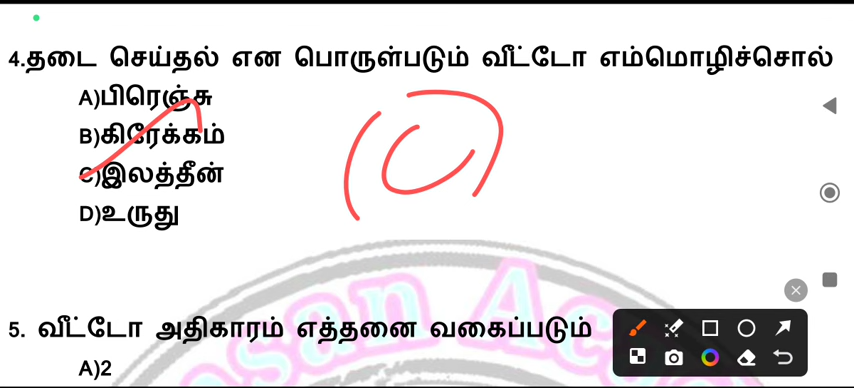 4.தடை செய்தல் என பொருள்படும் வீட்டோ எம்மொழிச்சொல்
A)பிரெஞ்சு
B)கிரேக்கம்
C)இலத்தீன்
D)உருது
(C)
5. வீட்டோ அதிகாரம் எத்தனை வகைப்படும்
A)2